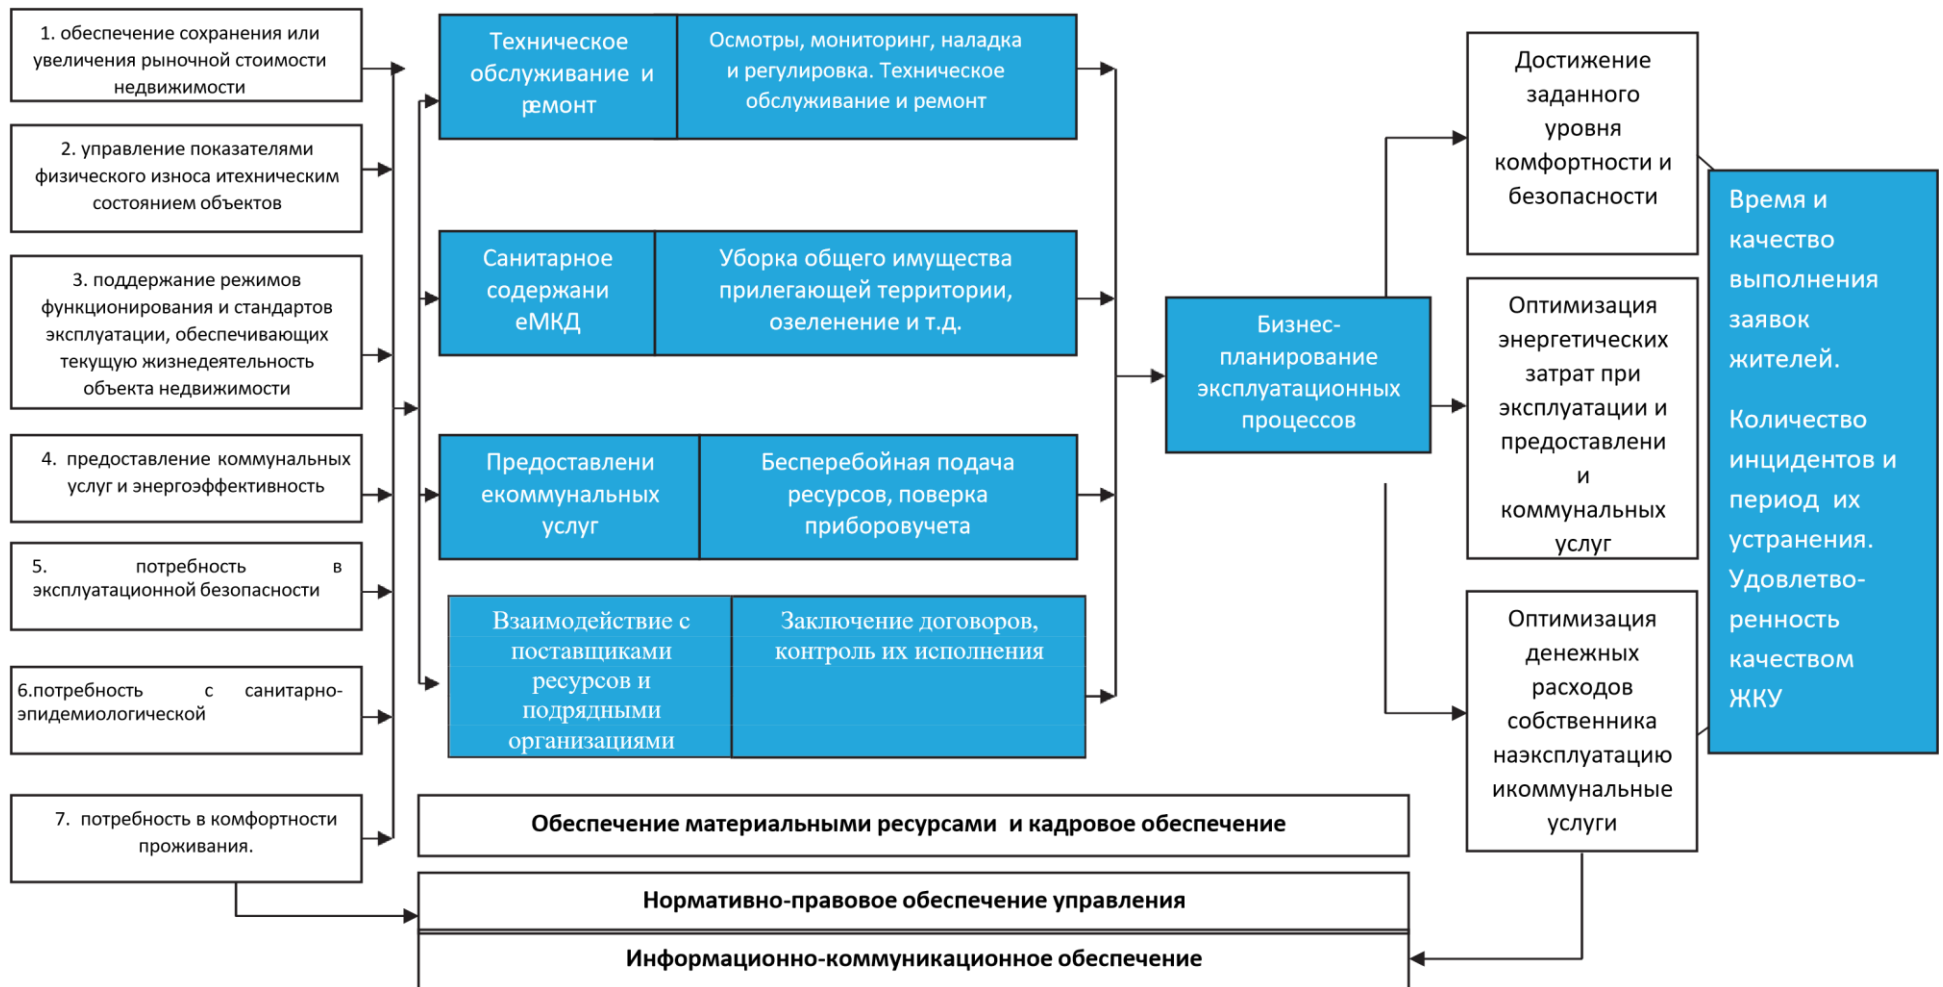 1. обеспечение сохранения или
увеличения рыночной стоимости
недвижимости
2. управление показателями
физического износа итехническим
состоянием объектов
3. поддержание режимов
функционирования и стандартов
эксплуатации, обеспечивающих
текущую жизнедеятельность
объекта недвижимости
4. предоставление коммунальных
услуг и энергоэффективность
5. потребность в
эксплуатационной безопасности
6.потребность с санитарно-
эпидемиологической
7. потребность в комфортности
проживания.
Техническое
обслуживание и
ремонт
Осмотры, мониторинг, наладка
и регулировка. Техническое
обслуживание и ремонт
Санитарное
содержани
еМКД
Уборка общего имущества
прилегающей территории,
озеленение и т.д.
Предоставлени
екоммунальных
услуг
Бесперебойная подача
ресурсов, поверка
приборовучета
Взаимодействие с
поставщиками
ресурсов и
подрядными
организациями
Заключение договоров,
контроль их исполнения
Бизнес-
планирование
эксплуатационных
процессов
Достижение
заданного
уровня
комфортности и
безопасности
Оптимизация
энергетических
затрат при
эксплуатации и
предоставлени
и
коммунальных
услуг
Оптимизация
денежных
расходов
собственника
наэксплуатацию
икоммунальные
услуги
Время и
качество
выполнения
заявок
жителей.
Количество
инцидентов и
период их
устранения.
Удовлетво-
ренность
качеством
ЖКУ
Обеспечение материальными ресурсами и кадровое обеспечение
Нормативно-правовое обеспечение управления
Информационно-коммуникационное обеспечение